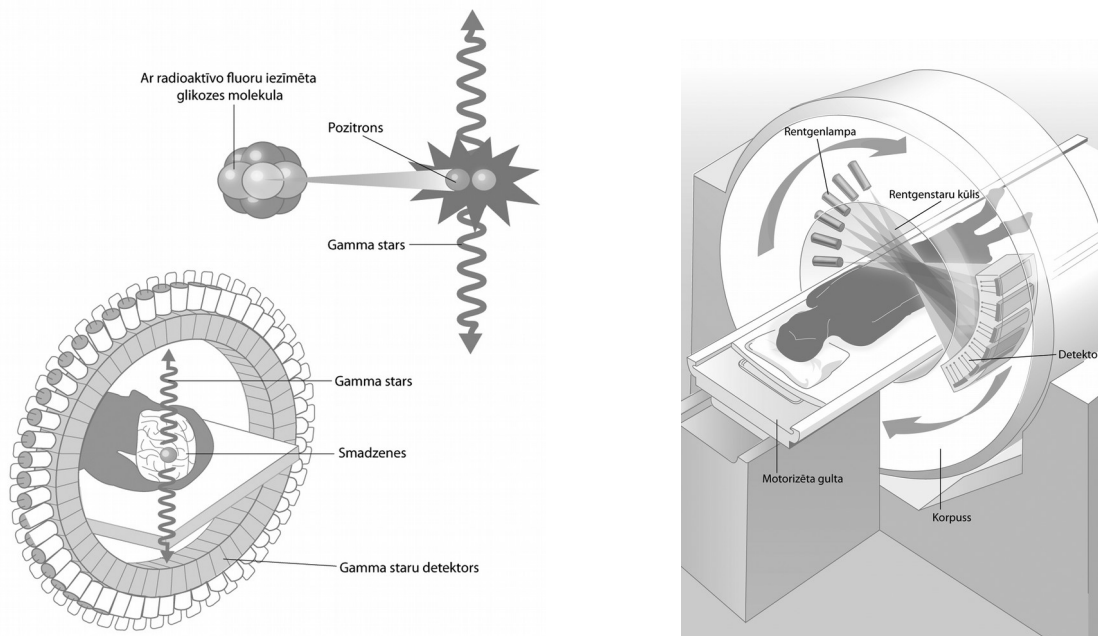 Ar radioaktīvo fluoru iezīmēta
glikozes molekula
Pozitrons
Gamma stars
Gamma stars
Smadzenes
Gamma staru detektors
Rentgenlampa
Rentgenstaru kūlis
Detekto
Motorizēta gulta
Korpuss